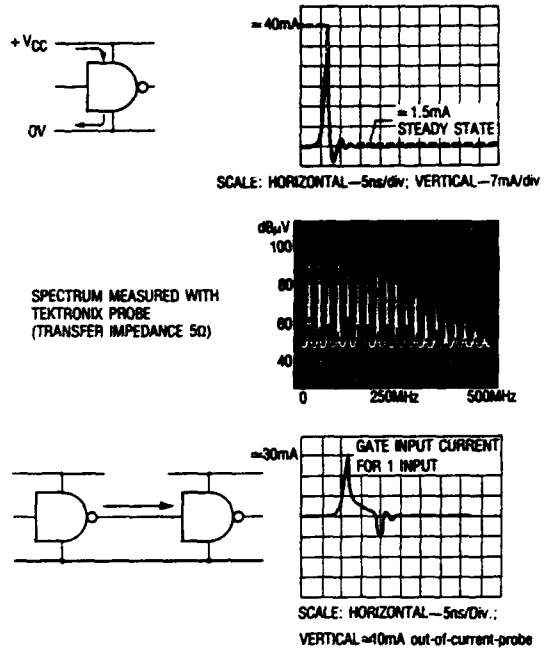 + VCC
0V
≃40mA
≃ 1.5mA
STEADY STATE
SCALE: HORIZONTAL—5ns/div; VERTICAL—7mA/div
SPECTRUM MEASURED WITH
TEKTRONIX PROBE
(TRANSFER IMPEDANCE 5Ω)
dBµV
100
80
60
40
0 250MHz 500MHz
≃30mA
GATE INPUT CURRENT
FOR 1 INPUT
SCALE: HORIZONTAL—5ns/Div.;
VERTICAL≃40mA out-of-current-probe